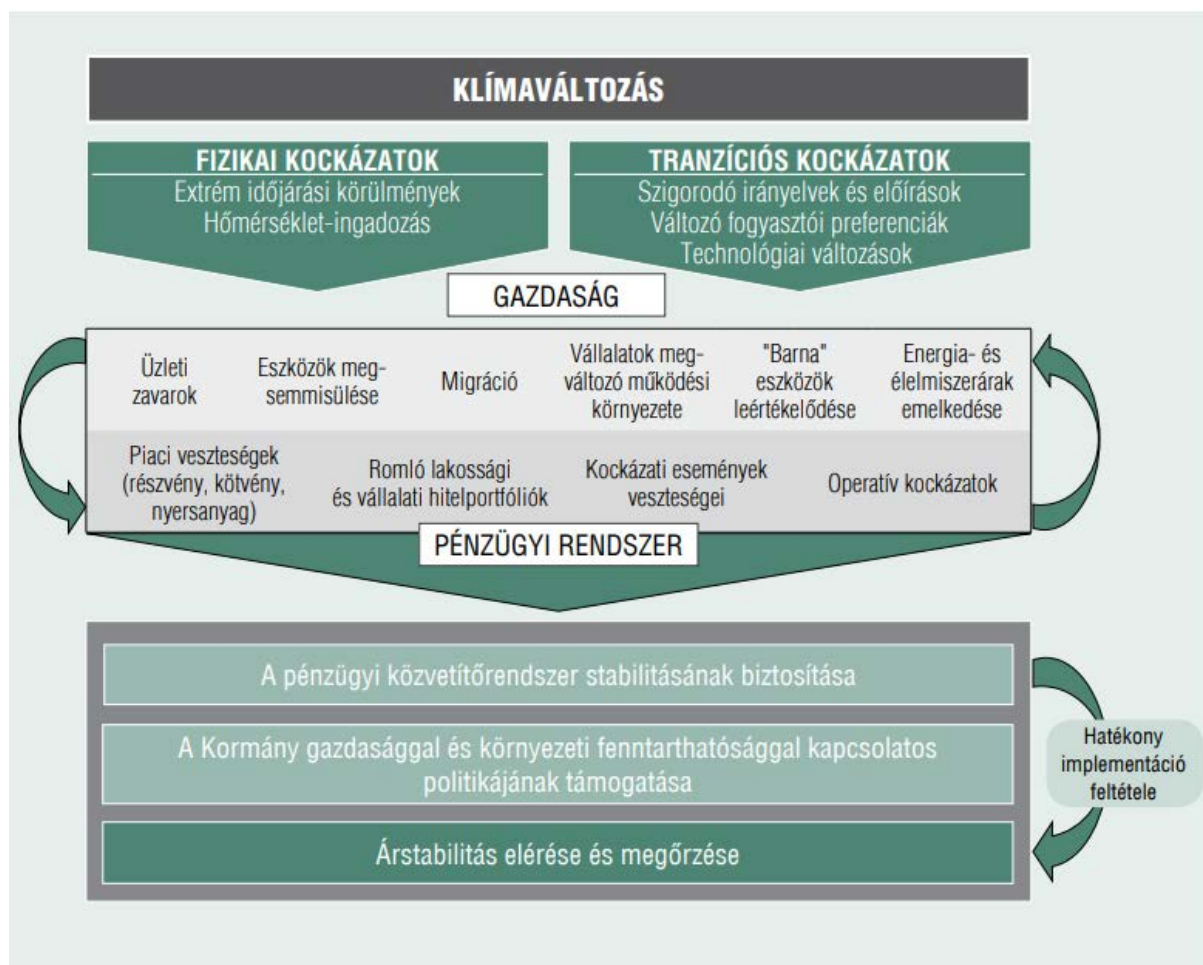 KLÍMAVÁLTOZÁS
FIZIKAI KOCKÁZATOK
Extrém időjárási körülmények
Hőmérséklet-ingadozás
TRANZÍCIÓS KOCKÁZATOK
Szigorodó irányelvek és előírások
Változó fogyasztói preferenciák
Technológiai változások
GAZDASÁG
Üzleti
zavarok
Eszközök meg-
semmisülése
Migráció
Vállalatok meg-
változó működési
környezete
"Barna"
eszközök
leértékelődése
Energia- és
élelmiszerárak
emelkedése
Piaci veszteségek
(részvény, kötvény,
nyersanyag)
Romló lakossági
és vállalati hitelportfóliók
Kockázati események
veszteségei
Operatív kockázatok
PÉNZÜGYI RENDSZER
A pénzügyi közvetítőrendszer stabilitásának biztosítása
A Kormány gazdasággal és környezeti fenntarthatósággal kapcsolatos
politikájának támogatása
Árstabilitás elérése és megőrzése
Hatékony
implementáció
feltétele